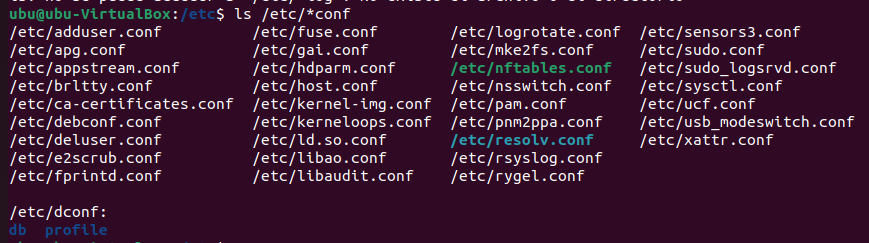 ubu@ubu-VirtualBox:/etc$ ls /etc/*conf
/etc/adduser.conf /etc/fuse.conf /etc/logrotate.conf /etc/sensors3.conf
/etc/apg.conf /etc/gai.conf /etc/mke2fs.conf /etc/sudo.conf
/etc/appstream.conf /etc/hdparm.conf /etc/nftables.conf /etc/sudo_logsrvd.conf
/etc/brltty.conf /etc/host.conf /etc/nsswitch.conf /etc/sysctl.conf
/etc/ca-certificates.conf /etc/kernel-img.conf /etc/pam.conf /etc/ucf.conf
/etc/debconf.conf /etc/kerneloops.conf /etc/pnm2ppa.conf /etc/usb_modeswitch.conf
/etc/deluser.conf /etc/ld.so.conf /etc/resolv.conf /etc/xattr.conf
/etc/e2scrub.conf /etc/libao.conf /etc/rsyslog.conf
/etc/fprintd.conf /etc/libaudit.conf /etc/rygel.conf
/etc/dconf:
db profile